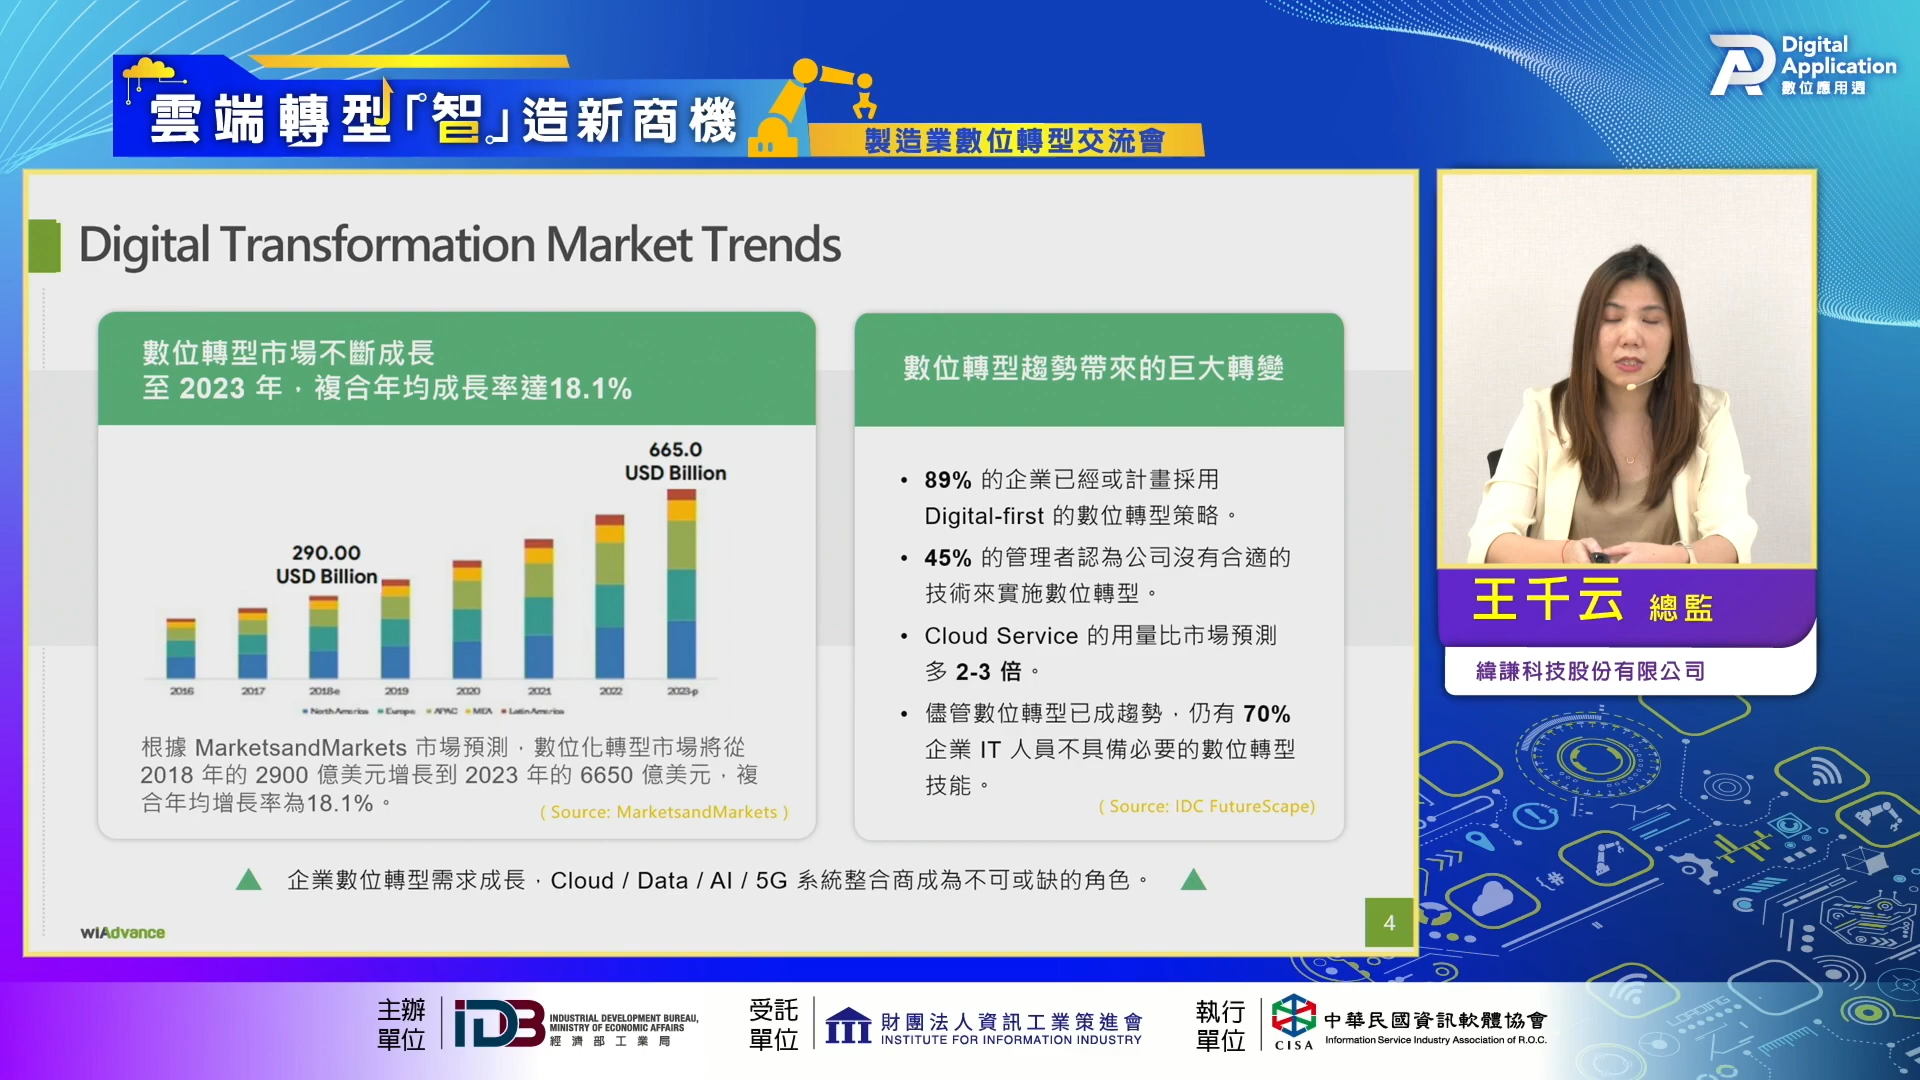 雲端轉型「智」造新商機
製造業數位轉型交流會
Digital
Application
數位應用週
Digital Transformation Market Trends
數位轉型市場不斷成長
至 2023 年，複合年均成長率達18.1%
665.0
USD Billion
290.00
USD Billion
2016 2017 2018-e 2019 2020 2021 2022 2023-p
North America Europe APAC MEA Latin America
根據 MarketsandMarkets 市場預測，數位化轉型市場將從
2018 年的 2900 億美元增長到 2023 年的 6650 億美元，複
合年均增長率為18.1%。
( Source: MarketsandMarkets )
數位轉型趨勢帶來的巨大轉變
• 89% 的企業已經或計畫採用
Digital-first 的數位轉型策略。
• 45% 的管理者認為公司沒有合適的
技術來實施數位轉型。
• Cloud Service 的用量比市場預測
多 2-3 倍。
• 儘管數位轉型已成趨勢，仍有 70%
企業 IT 人員不具備必要的數位轉型
技能。
( Source: IDC FutureScape)
企業數位轉型需求成長，Cloud / Data / AI / 5G 系統整合商成為不可或缺的角色。
wiAdvance
4
王千云 總監
緯謙科技股份有限公司
主辦
單位
IDB
INDUSTRIAL DEVELOPMENT BUREAU,
MINISTRY OF ECONOMIC AFFAIRS
經濟部工業局
受託
單位
財團法人資訊工業策進會
INSTITUTE FOR INFORMATION INDUSTRY
執行
單位
CISA
中華民國資訊軟體協會
Information Service Industry Association of R.O.C.